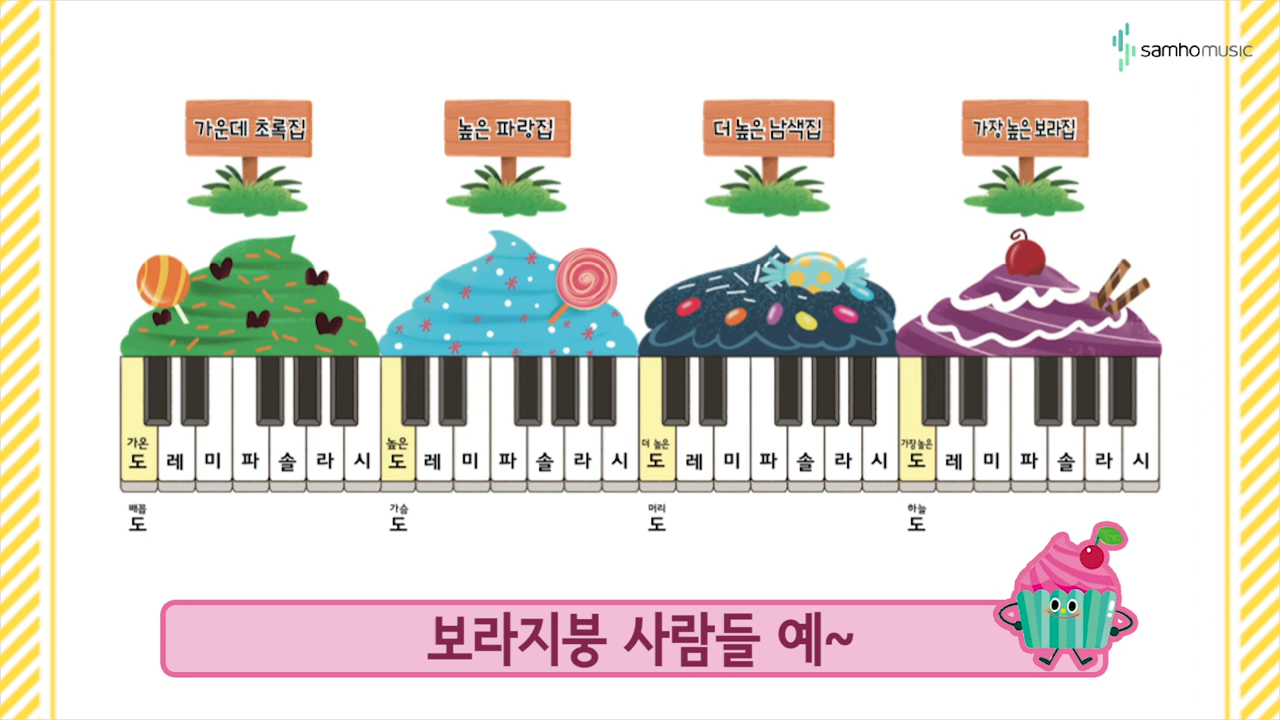 samhomusic
가운데 초록집
높은 파랑집
더 높은 남색집
가장 높은 보라집
가온
도 레 미 파 솔 라 시
높은
도 레 미 파 솔 라 시
더 높은
도 레 미 파 솔 라 시
가장높은
도 레 미 파 솔 라 시
배꼽
도
가슴
도
머리
도
하늘
도
보라지붕 사람들 예~